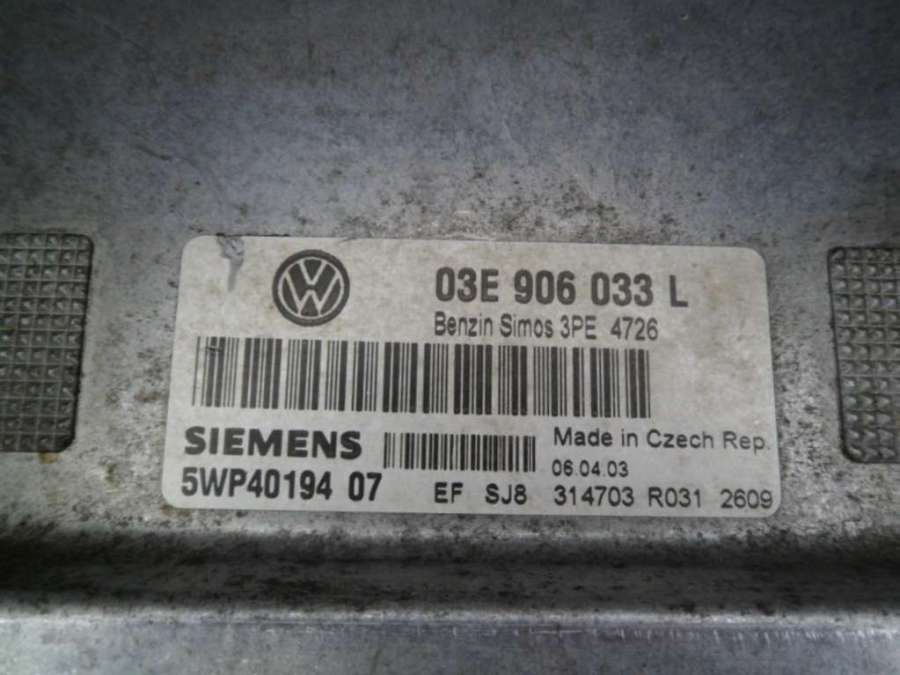 VW
03E 906 033 L
Benzin Simos 3PE 4726
SIEMENS
Made in Czech Rep.
06.04.03
5WP40194 07
EF SJ8 314703 R031 2609